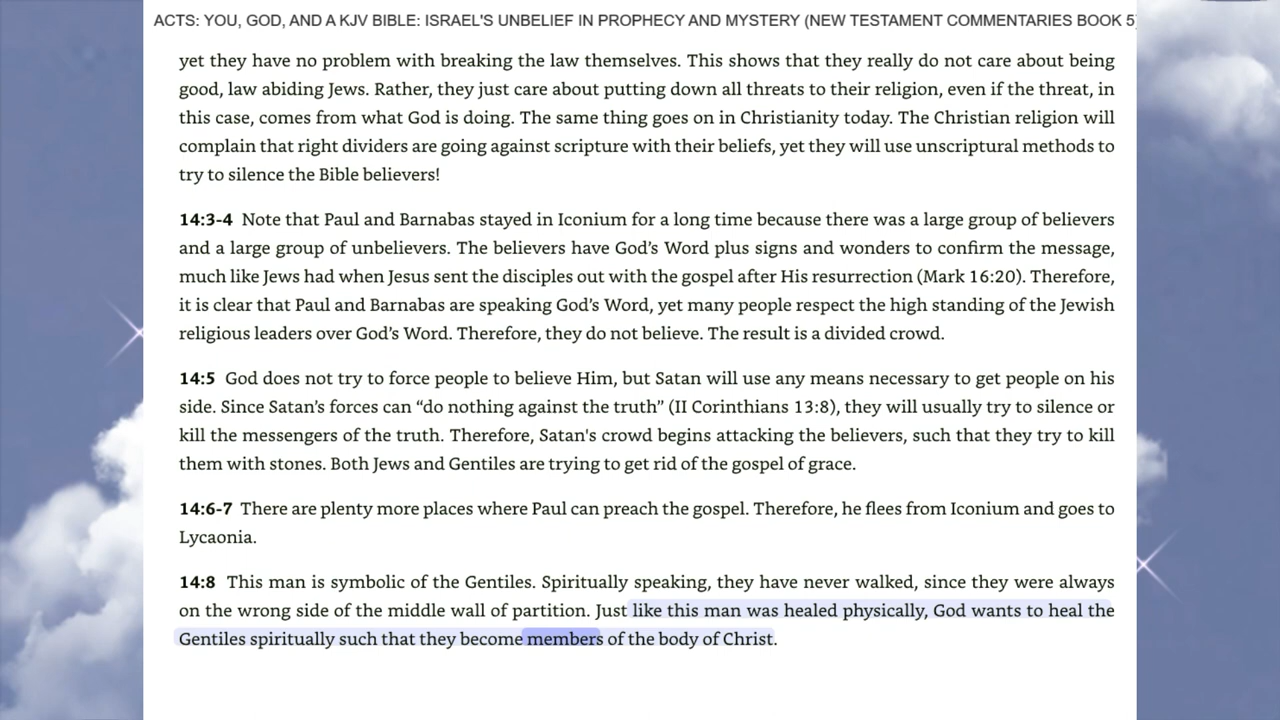 ACTS: YOU, GOD, AND A KJV BIBLE: ISRAEL'S UNBELIEF IN PROPHECY AND MYSTERY (NEW TESTAMENT COMMENTARIES BOOK 5)
yet they have no problem with breaking the law themselves. This shows that they really do not care about being
good, law abiding Jews. Rather, they just care about putting down all threats to their religion, even if the threat, in
this case, comes from what God is doing. The same thing goes on in Christianity today. The Christian religion will
complain that right dividers are going against scripture with their beliefs, yet they will use unscriptural methods to
try to silence the Bible believers!
14:3-4 Note that Paul and Barnabas stayed in Iconium for a long time because there was a large group of believers
and a large group of unbelievers. The believers have God’s Word plus signs and wonders to confirm the message,
much like Jews had when Jesus sent the disciples out with the gospel after His resurrection (Mark 16:20). Therefore,
it is clear that Paul and Barnabas are speaking God’s Word, yet many people respect the high standing of the Jewish
religious leaders over God’s Word. Therefore, they do not believe. The result is a divided crowd.
14:5 God does not try to force people to believe Him, but Satan will use any means necessary to get people on his
side. Since Satan’s forces can “do nothing against the truth” (II Corinthians 13:8), they will usually try to silence or
kill the messengers of the truth. Therefore, Satan's crowd begins attacking the believers, such that they try to kill
them with stones. Both Jews and Gentiles are trying to get rid of the gospel of grace.
14:6-7 There are plenty more places where Paul can preach the gospel. Therefore, he flees from Iconium and goes to
Lycaonia.
14:8 This man is symbolic of the Gentiles. Spiritually speaking, they have never walked, since they were always
on the wrong side of the middle wall of partition. Just like this man was healed physically, God wants to heal the
Gentiles spiritually such that they become members of the body of Christ.